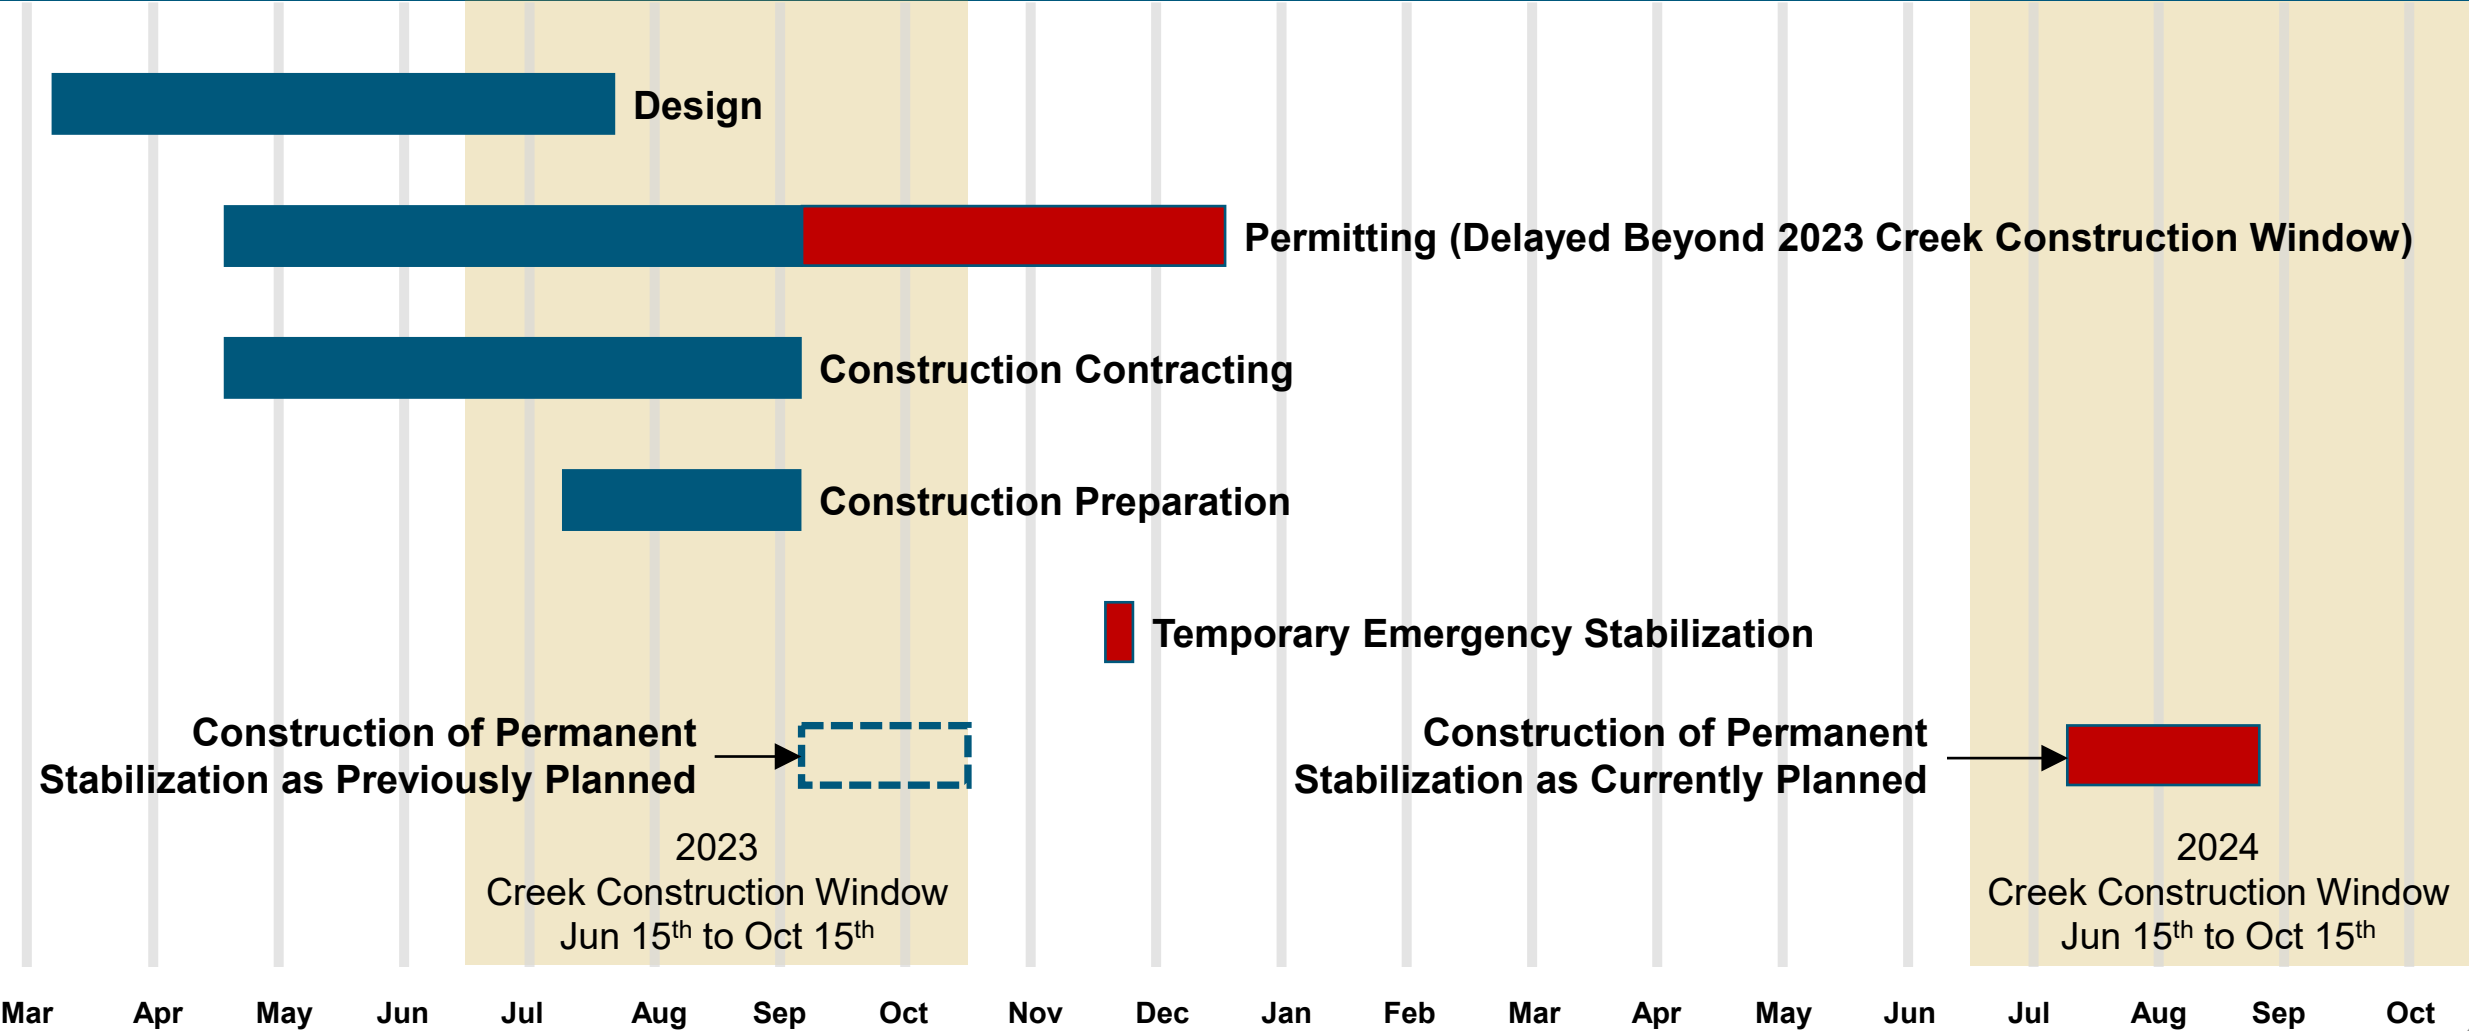 Design
Permitting (Delayed Beyond 2023 Creek Construction Window)
Construction Contracting
Construction Preparation
Temporary Emergency Stabilization
Construction of Permanent
Stabilization as Previously Planned
Construction of Permanent
Stabilization as Currently Planned
2023
Creek Construction Window
Jun 15th to Oct 15th
2024
Creek Construction Window
Jun 15th to Oct 15th
Mar Apr May Jun Jul Aug Sep Oct Nov Dec Jan Feb Mar Apr May Jun Jul Aug Sep Oct